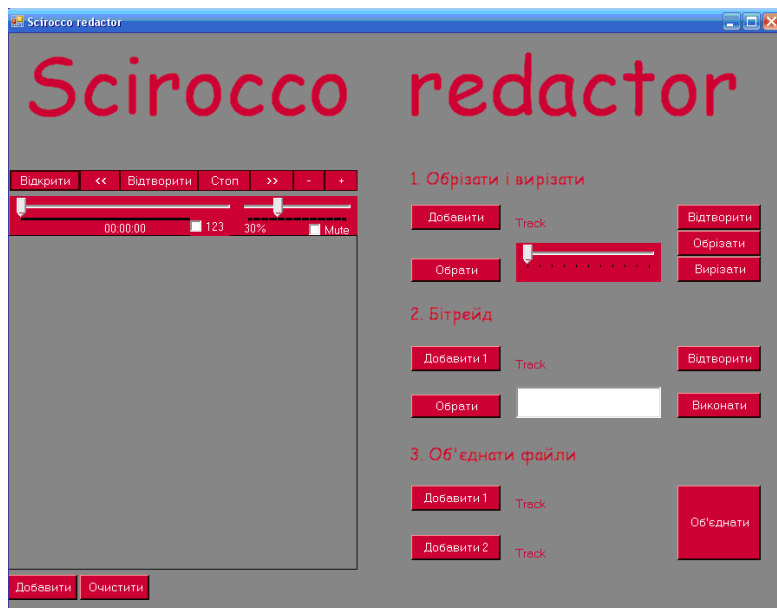 Scirocco redactor
Scirocco redactor
Відкрити << Відтворити Стоп >> - +
00:00:00 123 30% Mute
1. Обрізати і вирізати
Добавити Track Відтворити
Обрізати
Обрати Вирізати
2. Бітрейд
Добавити 1 Track Відтворити
Обрати Виконати
3. Об'єднати файли
Добавити 1 Track
Об'єднати
Добавити 2 Track
Добавити Очистити